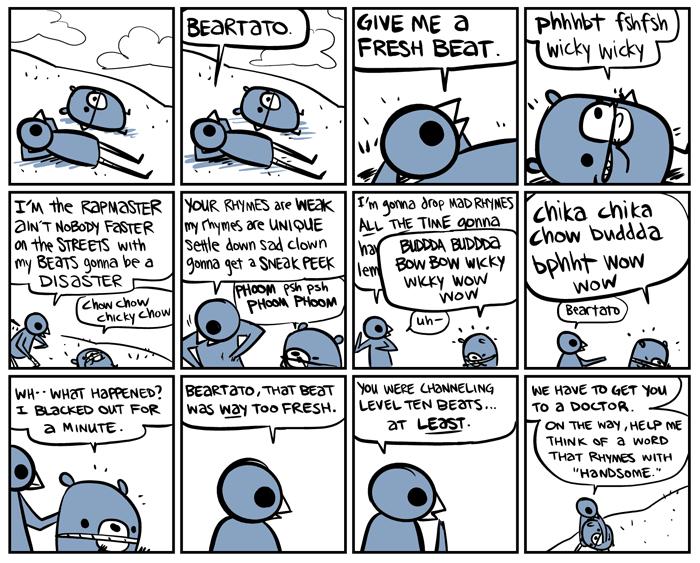 BEARTATO.
GIVE ME a
FRESH BEAT.
phhhbt fshfsh
wicky wicky
I'M the RAPMASTER
AIN'T NOBODY FASTER
on the STREETS with
my BEATS gonna be a
DISASTER
chow chow
chicky chow
YOUR RHYMES are WEAK
my rhymes are UNIQUE
settle down sad clown
gonna get a SNEAK PEEK
PHOOM psh psh
PHOOM PHOOM
I'm gonna drop MAD RHYMES
ALL THE TIME gonna
hav
lem
BUDDDA BUDDDA
BOW BOW WICKY
WICKY WOW
WOW
uh-
chika chika
chow buddda
bphht wow
wow
Beartato
WH-- WHAT HAPPENED?
I BLACKED OUT FOR
a MINUTE.
BEARTATO, THAT BEAT
WAS WAY TOO FRESH.
YOU WERE CHANNELING
LEVEL TEN BEATS...
AT LEAST.
WE HAVE TO GET YOU
TO A DOCTOR.
ON THE WAY, HELP ME
THINK OF A WORD
THAT RHYMES WITH
"HANDSOME."